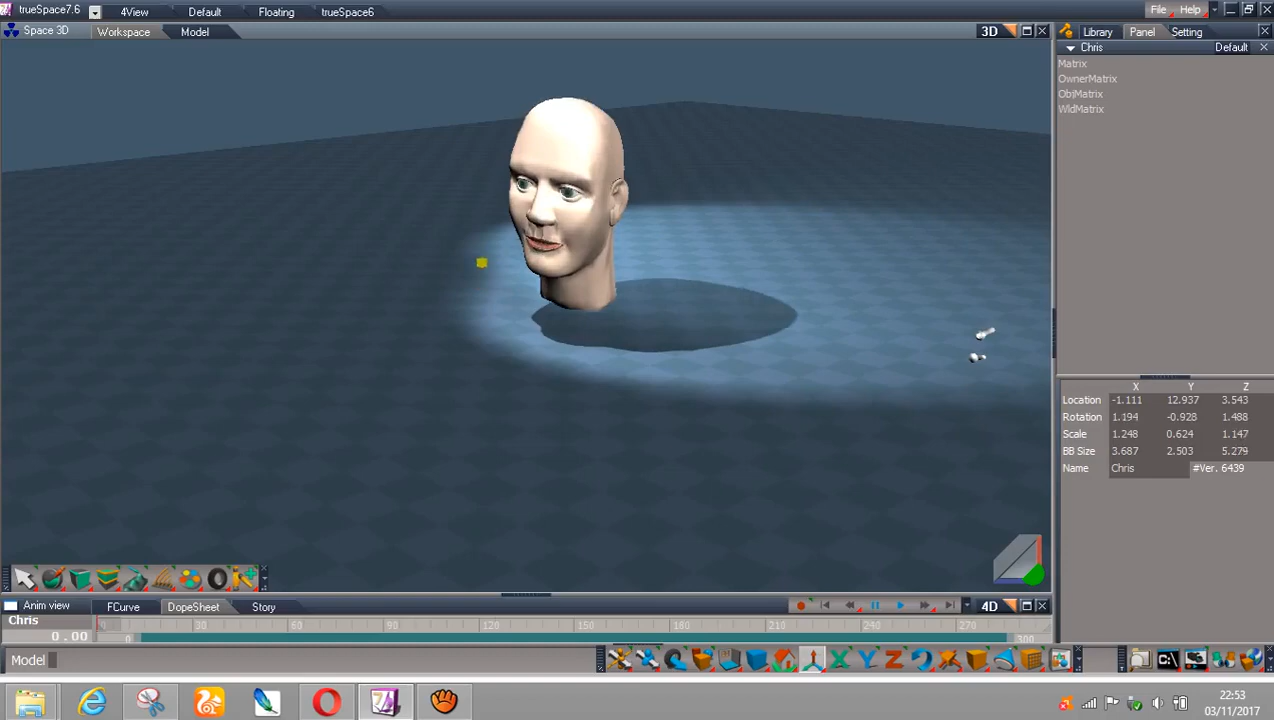 trueSpace7.6 4View Default Floating trueSpace6 File Help
Space 3D Workspace Model 3D Library Panel Setting
Chris Default
Matrix
OwnerMatrix
ObjMatrix
WldMatrix
X Y Z
Location -1.111 12.937 3.543
Rotation 1.194 -0.928 1.488
Scale 1.248 0.624 1.147
BB Size 3.687 2.503 5.279
Name Chris #Ver. 6439
Anim view FCurve DopeSheet Story 4D
Chris 0 30 60 90 120 150 180 210 240 270
0.00 0 300
Model C:\
22:53
03/11/2017